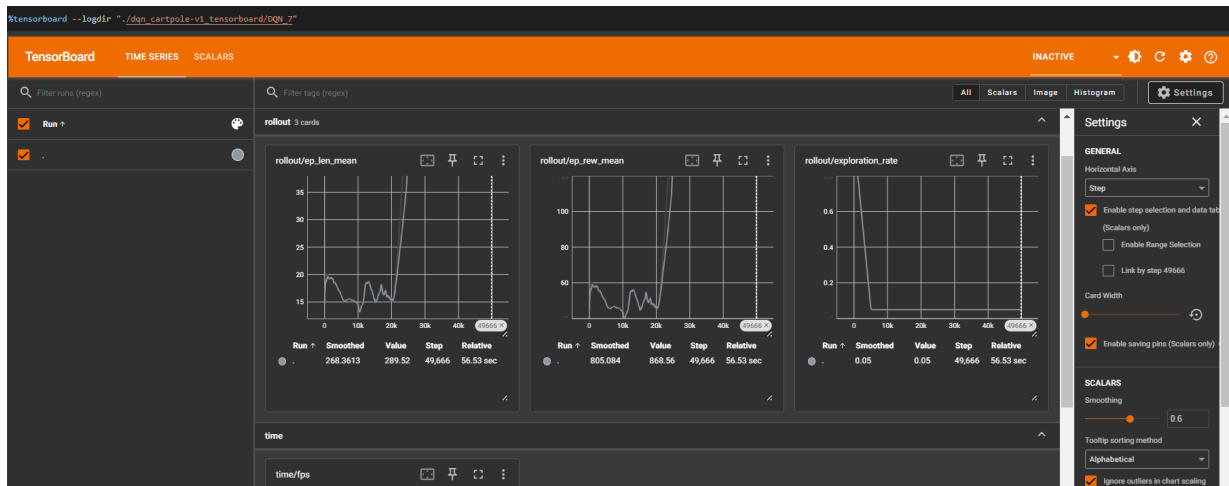 %tensorboard --logdir "./dqn_cartpole-v1_tensorboard/DQN_7"
TensorBoard TIME SERIES SCALARS INACTIVE
Filter runs (regex) Filter tags (regex) All Scalars Image Histogram Settings
Run ↑ rollout 3 cards
.
Settings
GENERAL
Horizontal Axis
Step
Enable step selection and data tab
(Scalars only)
Enable Range Selection
Link by step 49666
Card Width
Enable saving pins (Scalars only)
SCALARS
Smoothing
0.6
Tooltip sorting method
Alphabetical
Ignore outliers in chart scaling
rollout/ep_len_mean
35
30
25
20
15
0 10k 20k 30k 40k 49666 ×
Run ↑ Smoothed Value Step Relative
. 268.3613 289.52 49,666 56.53 sec
rollout/ep_rew_mean
100
80
60
0 10k 20k 30k 40k 49666 ×
Run ↑ Smoothed Value Step Relative
. 805.084 868.56 49,666 56.53 sec
rollout/exploration_rate
0.6
0.4
0.2
0 10k 20k 30k 40k 49666 ×
Run ↑ Smoothed Value Step Relative
. 0.05 0.05 49,666 56.53 sec
time
time/fps